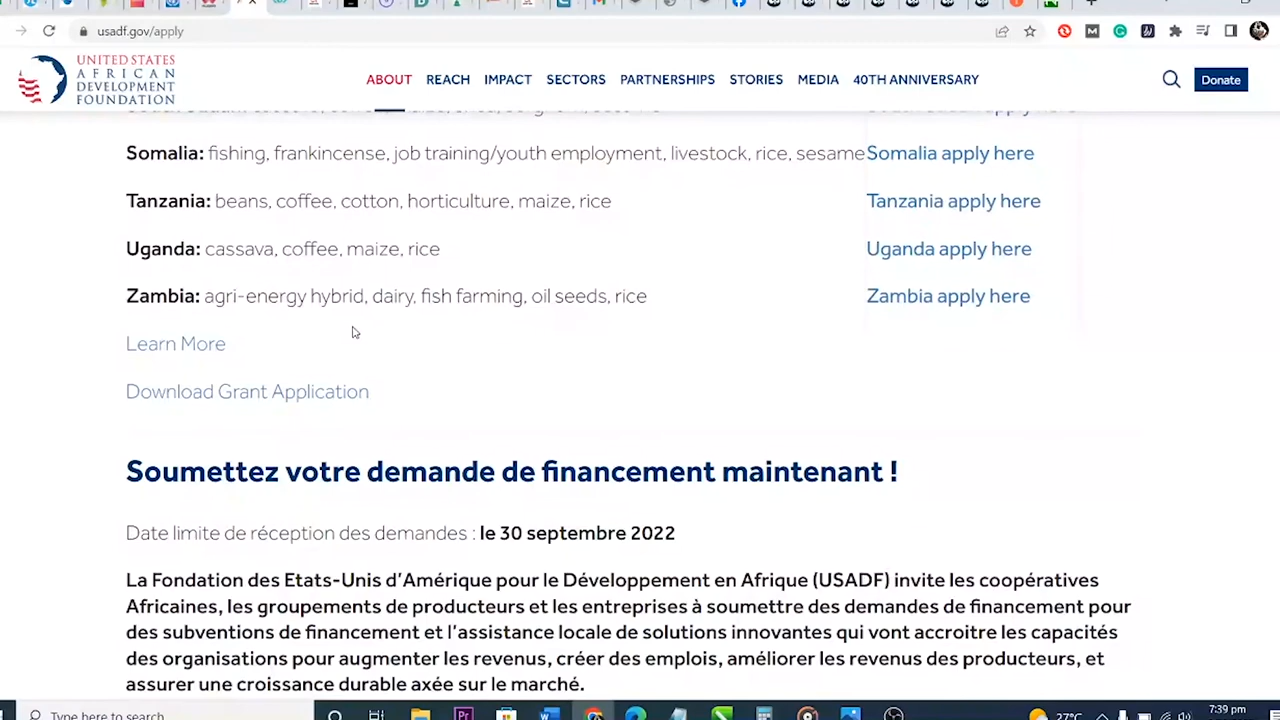 usadf.gov/apply
UNITED STATES
AFRICAN
DEVELOPMENT
FOUNDATION
ABOUT REACH IMPACT SECTORS PARTNERSHIPS STORIES MEDIA 40TH ANNIVERSARY
Donate
Somalia: fishing, frankincense, job training/youth employment, livestock, rice, sesame Somalia apply here
Tanzania: beans, coffee, cotton, horticulture, maize, rice Tanzania apply here
Uganda: cassava, coffee, maize, rice Uganda apply here
Zambia: agri-energy hybrid, dairy, fish farming, oil seeds, rice Zambia apply here
Learn More
Download Grant Application
Soumettez votre demande de financement maintenant !
Date limite de réception des demandes : le 30 septembre 2022
La Fondation des Etats-Unis d'Amérique pour le Développement en Afrique (USADF) invite les coopératives
Africaines, les groupements de producteurs et les entreprises à soumettre des demandes de financement pour
des subventions de financement et l'assistance locale de solutions innovantes qui vont accroitre les capacités
des organisations pour augmenter les revenus, créer des emplois, améliorer les revenus des producteurs, et
assurer une croissance durable axée sur le marché.
Type here to search
27°C
7:39 pm